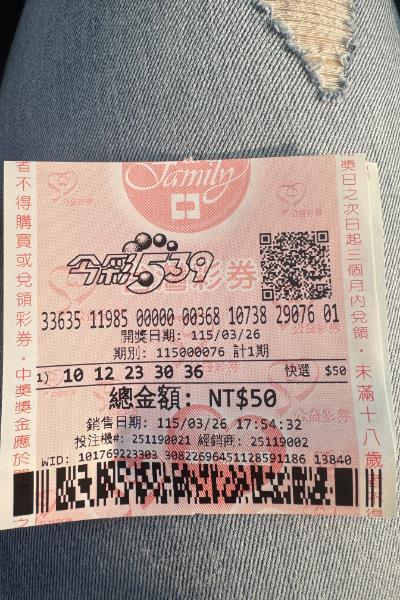 Family
今彩539
33635 11985 00000 00368 10738 29076 01
開獎日期: 115/03/26
期別: 115000076 計1期
1) 10 12 23 30 36 快選 $50
總金額: NT$50
銷售日期: 115/03/26 17:54:32
投注機#: 251190021 經銷商: 25119002
WID: 101769223303 30822696451128591186 13840
者不得購買或兌領彩券・中獎獎金應於開
獎日之次日起三個月內兌領・未滿十八歲
公益彩券